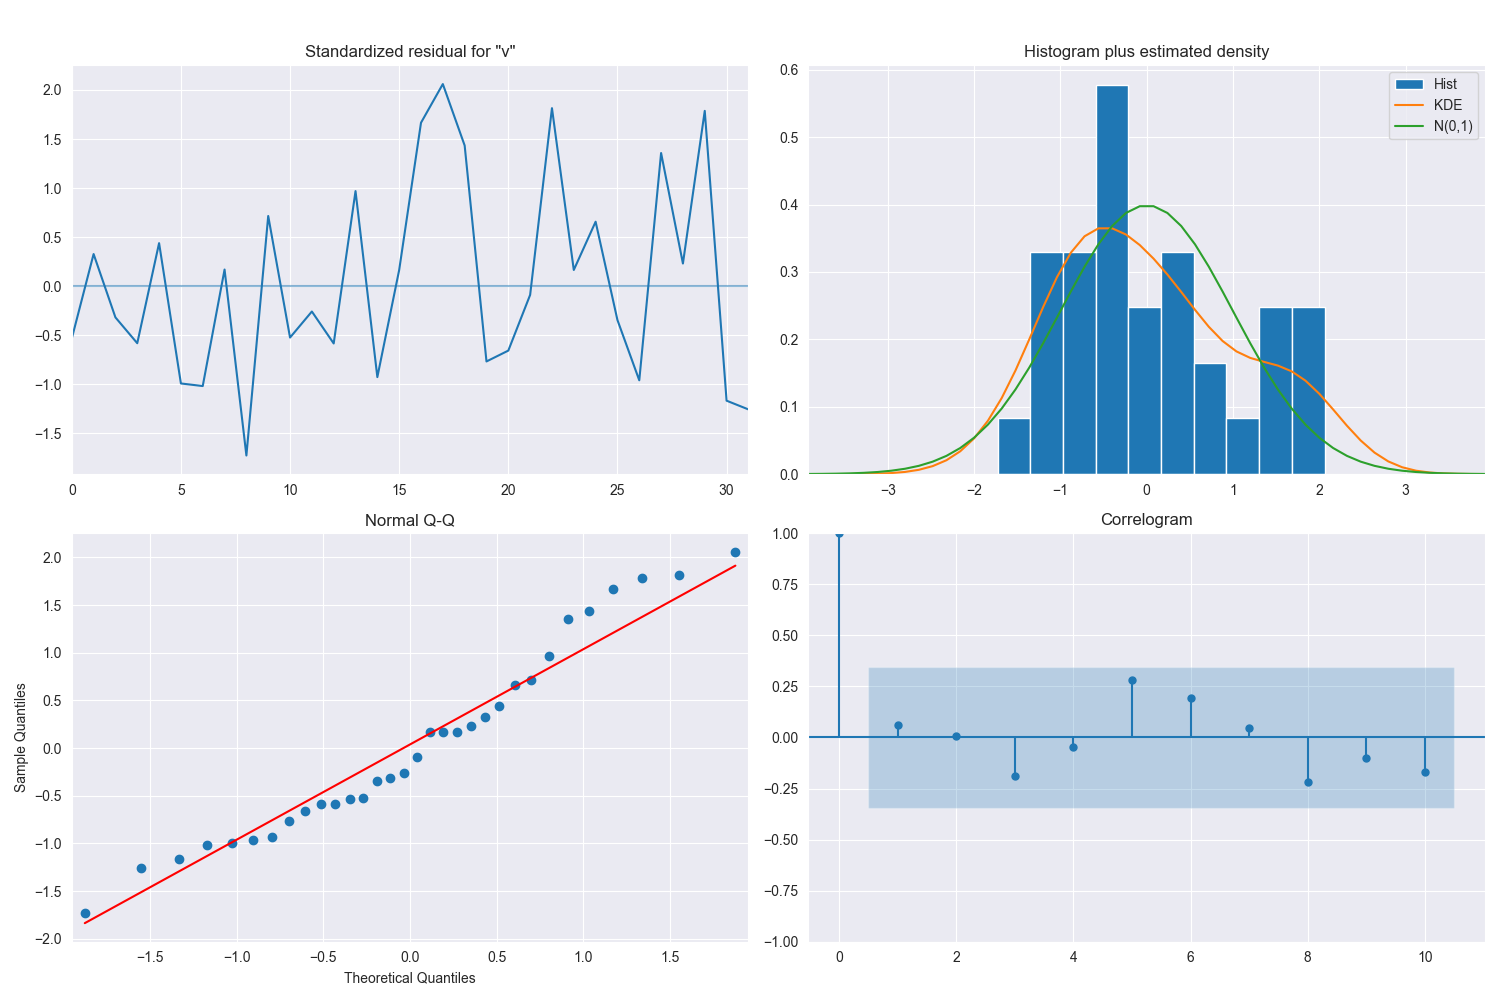 Standardized residual for "v"
2.0
1.5
1.0
0.5
0.0
−0.5
−1.0
−1.5
0 5 10 15 20 25 30
Histogram plus estimated density
Hist
KDE
N(0,1)
0.6
0.5
0.4
0.3
0.2
0.1
0.0
−3 −2 −1 0 1 2 3
Normal Q-Q
Sample Quantiles
2.0
1.5
1.0
0.5
0.0
−0.5
−1.0
−1.5
−2.0
−1.5 −1.0 −0.5 0.0 0.5 1.0 1.5
Theoretical Quantiles
Correlogram
1.00
0.75
0.50
0.25
0.00
−0.25
−0.50
−0.75
−1.00
0 2 4 6 8 10